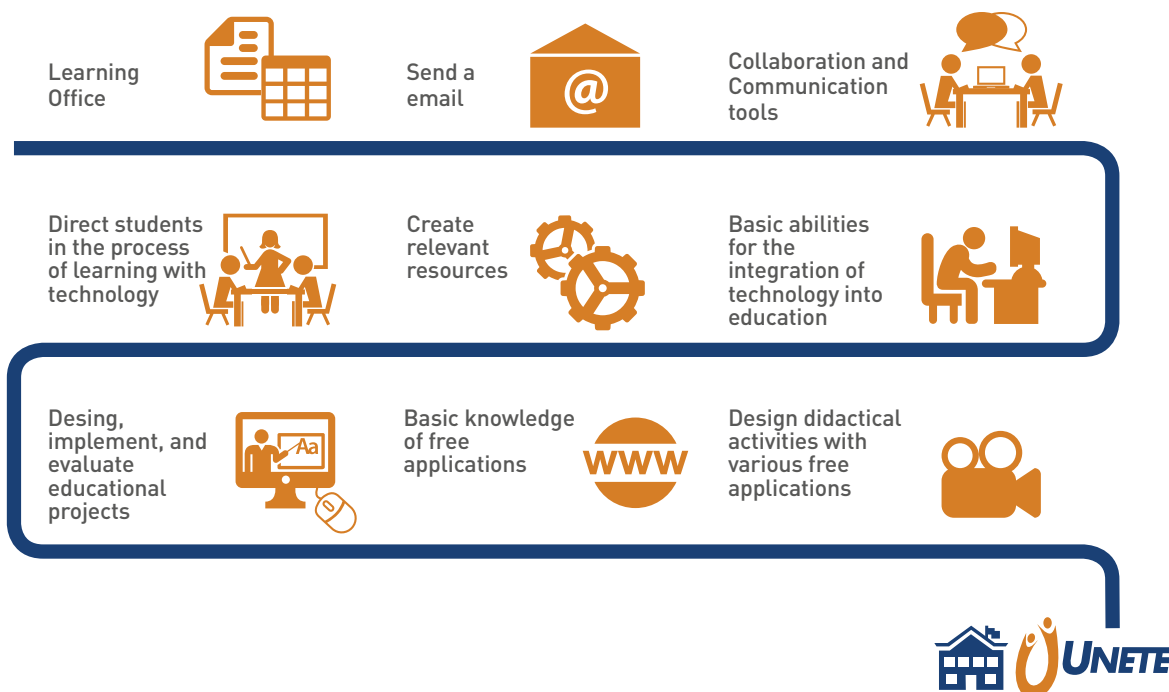 Learning
Office
Send a
email
@
Collaboration and
Communication
tools
Direct students
in the process
of learning with
technology
Create
relevant
resources
Basic abilities
for the
integration of
technology into
education
Desing,
implement, and
evaluate
educational
projects
Aa
Basic knowledge
of free
applications
www
Design didactical
activities with
various free
applications
UNETE